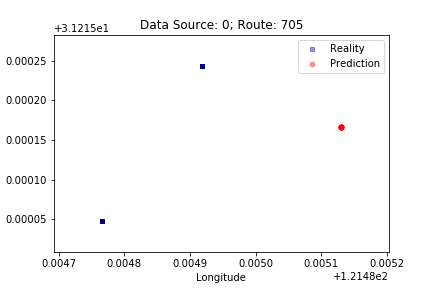 Data Source: 0; Route: 705
+3.1215e1
Reality
Prediction
0.00025
0.00020
0.00015
0.00010
0.00005
0.0047 0.0048 0.0049 0.0050 0.0051 0.0052
Longitude
+1.2148e2